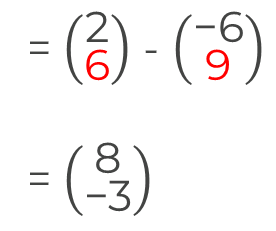 = (2 6) - (−6 9)
= (8 −3)